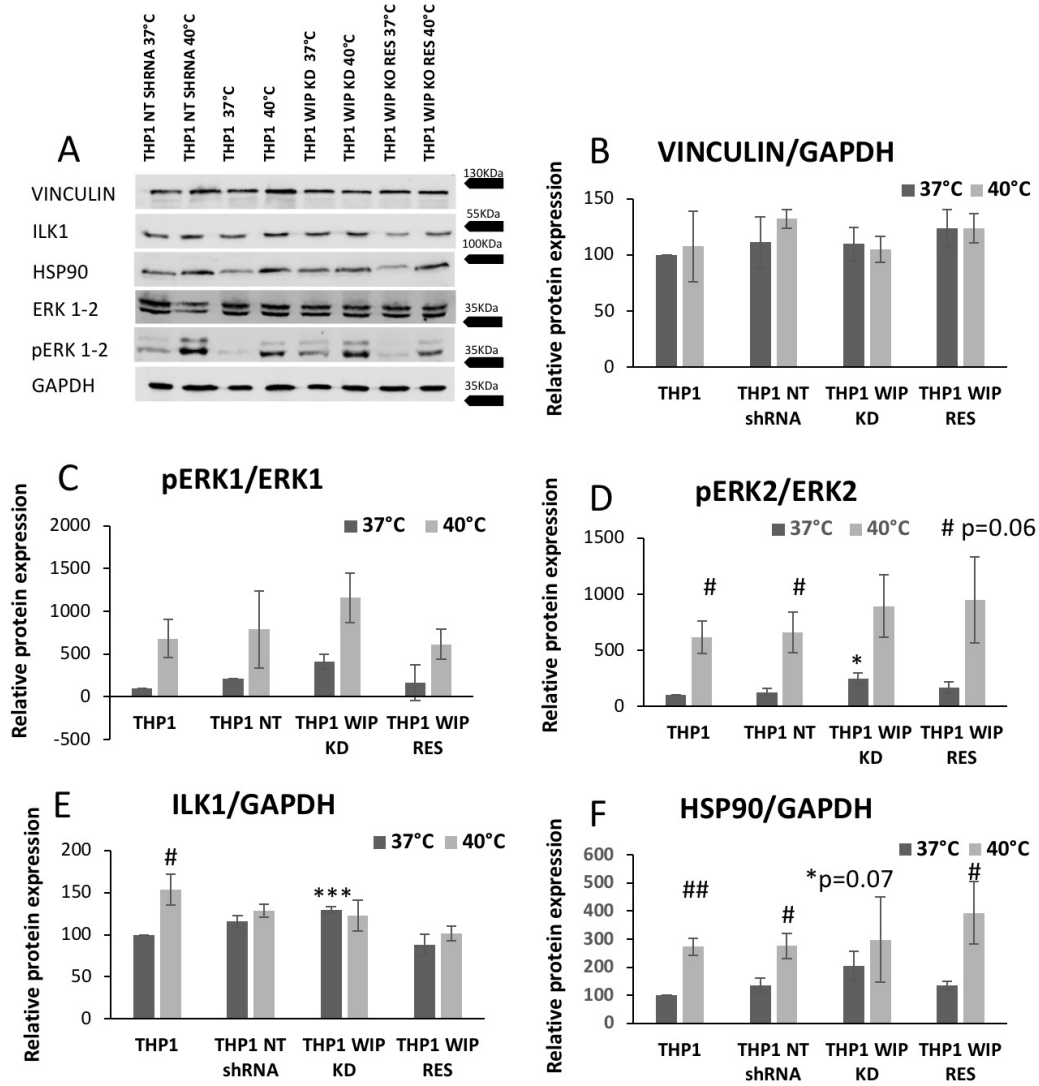 THP1 NT SHRNA 37°C
THP1 NT SHRNA 40°C
THP1 37°C
THP1 40°C
THP1 WIP KD 37°C
THP1 WIP KD 40°C
THP1 WIP KO RES 37°C
THP1 WIP KO RES 40°C
A
VINCULIN
130KDa
ILK1
55KDa
HSP90
100KDa
ERK 1-2
35KDa
pERK 1-2
35KDa
GAPDH
35KDa
B
VINCULIN/GAPDH
37°C 40°C
Relative protein expression
150
100
50
0
THP1
THP1 NT
shRNA
THP1 WIP
KD
THP1 WIP
RES
C
pERK1/ERK1
37°C 40°C
Relative protein expression
2000
1500
1000
500
0
-500
THP1
THP1 NT
THP1 WIP
KD
THP1 WIP
RES
D
pERK2/ERK2
37°C 40°C
# p=0.06
Relative protein expression
1500
1000
500
0
#
#
*
THP1
THP1 NT
THP1 WIP
KD
THP1 WIP
RES
E
ILK1/GAPDH
37°C 40°C
Relative protein expression
200
150
100
50
0
#
***
THP1
THP1 NT
shRNA
THP1 WIP
KD
THP1 WIP
RES
F
HSP90/GAPDH
37°C 40°C
Relative protein expression
600
500
400
300
200
100
0
##
#
*p=0.07
#
THP1
THP1 NT
shRNA
THP1 WIP
KD
THP1 WIP
RES